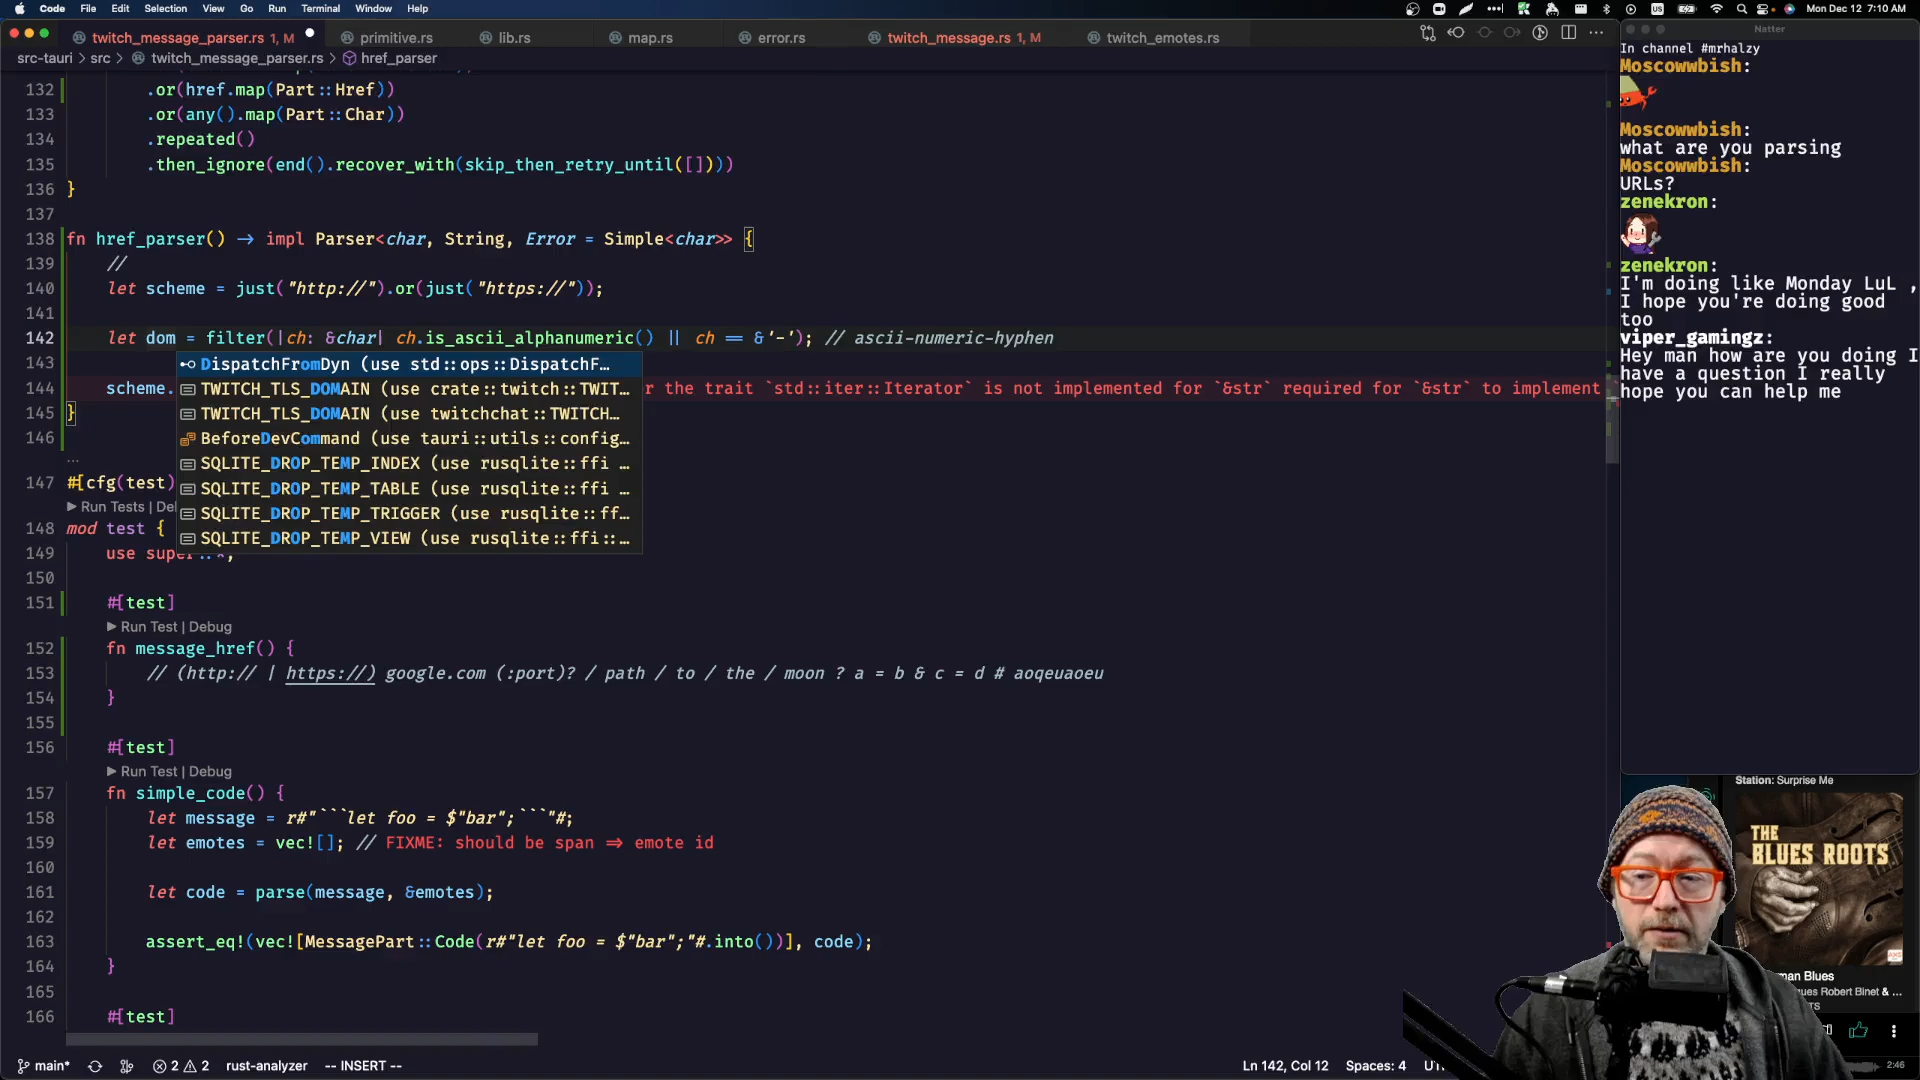 Code File Edit Selection View Go Run Terminal Window Help
Mon Dec 12 7:10 AM
twitch_message_parser.rs 1, M
primitive.rs
lib.rs
map.rs
error.rs
twitch_message.rs 1, M
twitch_emotes.rs
src-tauri > src > twitch_message_parser.rs > href_parser
132 .or(href.map(Part::Href))
133 .or(any().map(Part::Char))
134 .repeated()
135 .then_ignore(end().recover_with(skip_then_retry_until([])))
136 }
137
138 fn href_parser() → impl Parser<char, String, Error = Simple<char>> {
139 //
140 let scheme = just("http://").or(just("https://"));
141
142 let dom = filter(|ch: &char| ch.is_ascii_alphanumeric() || ch == &'-'); // ascii-numeric-hyphen
143
DispatchFromDyn (use std::ops::DispatchF…
144 scheme.
r the trait `std::iter::Iterator` is not implemented for `&str` required for `&str` to implement `
TWITCH_TLS_DOMAIN (use crate::twitch::TWIT…
145 }
TWITCH_TLS_DOMAIN (use twitchchat::TWITCH…
146
BeforeDevCommand (use tauri::utils::config…
SQLITE_DROP_TEMP_INDEX (use rusqlite::ffi …
147 #[cfg(test)
SQLITE_DROP_TEMP_TABLE (use rusqlite::ffi …
Run Tests | De
SQLITE_DROP_TEMP_TRIGGER (use rusqlite::ff…
148 mod test {
SQLITE_DROP_TEMP_VIEW (use rusqlite::ffi::…
149 use super::*;
150
151 #[test]
Run Test | Debug
152 fn message_href() {
153 // (http:// | https://) google.com (:port)? / path / to / the / moon ? a = b & c = d # aoqeuaoeu
154 }
155
156 #[test]
Run Test | Debug
157 fn simple_code() {
158 let message = r#"```let foo = $"bar";```"#;
159 let emotes = vec![]; // FIXME: should be span ⇒ emote id
160
161 let code = parse(message, &emotes);
162
163 assert_eq!(vec![MessagePart::Code(r#"let foo = $"bar";"#.into())], code);
164 }
165
166 #[test]
main*
2 2
rust-analyzer
-- INSERT --
Ln 142, Col 12
Spaces: 4
Natter
In channel #mrhalzy
Moscowwbish:
Moscowwbish:
what are you parsing
Moscowwbish:
URLs?
zenekron:
zenekron:
I'm doing like Monday LuL ,
I hope you're doing good
too
viper_gamingz:
Hey man how are you doing I
have a question I really
hope you can help me
Station: Surprise Me
THE
BLUES ROOTS
man Blues
ques Robert Binet & ...
2:46